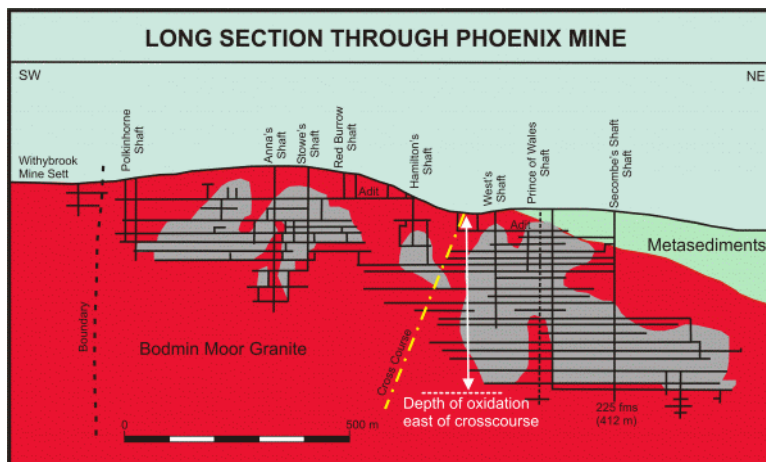 LONG SECTION THROUGH PHOENIX MINE
SW
NE
Withybrook
Mine Sett
Polkinhorne
Shaft
Anna's
Shaft
Stowe's
Shaft
Red Burrow
Shaft
Hamilton's
Shaft
West's
Shaft
Prince of Wales
Shaft
Secombe's Shaft
Shaft
Adit
Adit
Metasediments
Boundary
Bodmin Moor Granite
Cross Course
Depth of oxidation
east of crosscourse
225 fms
(412 m)
0
500 m